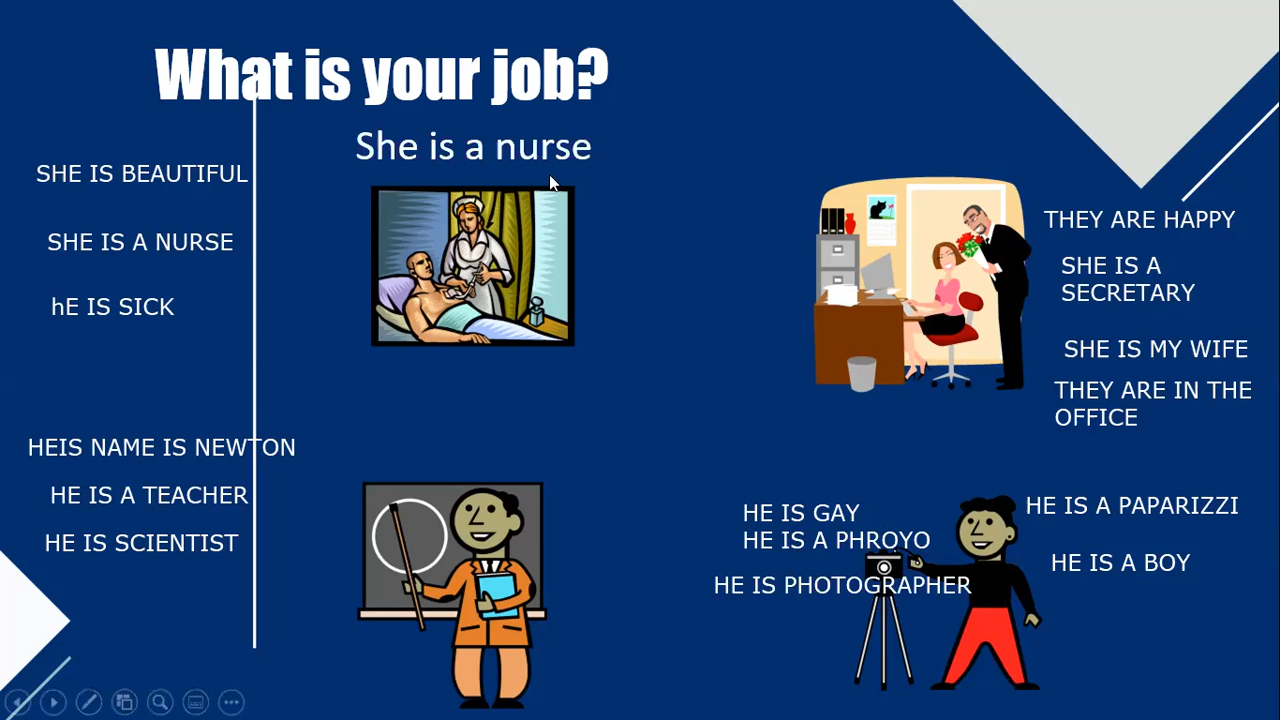 What is your job?
She is a nurse
SHE IS BEAUTIFUL
SHE IS A NURSE
hE IS SICK
HEIS NAME IS NEWTON
HE IS A TEACHER
HE IS SCIENTIST
THEY ARE HAPPY
SHE IS A
SECRETARY
SHE IS MY WIFE
THEY ARE IN THE
OFFICE
HE IS GAY
HE IS A PHROYO
HE IS PHOTOGRAPHER
HE IS A PAPARIZZI
HE IS A BOY